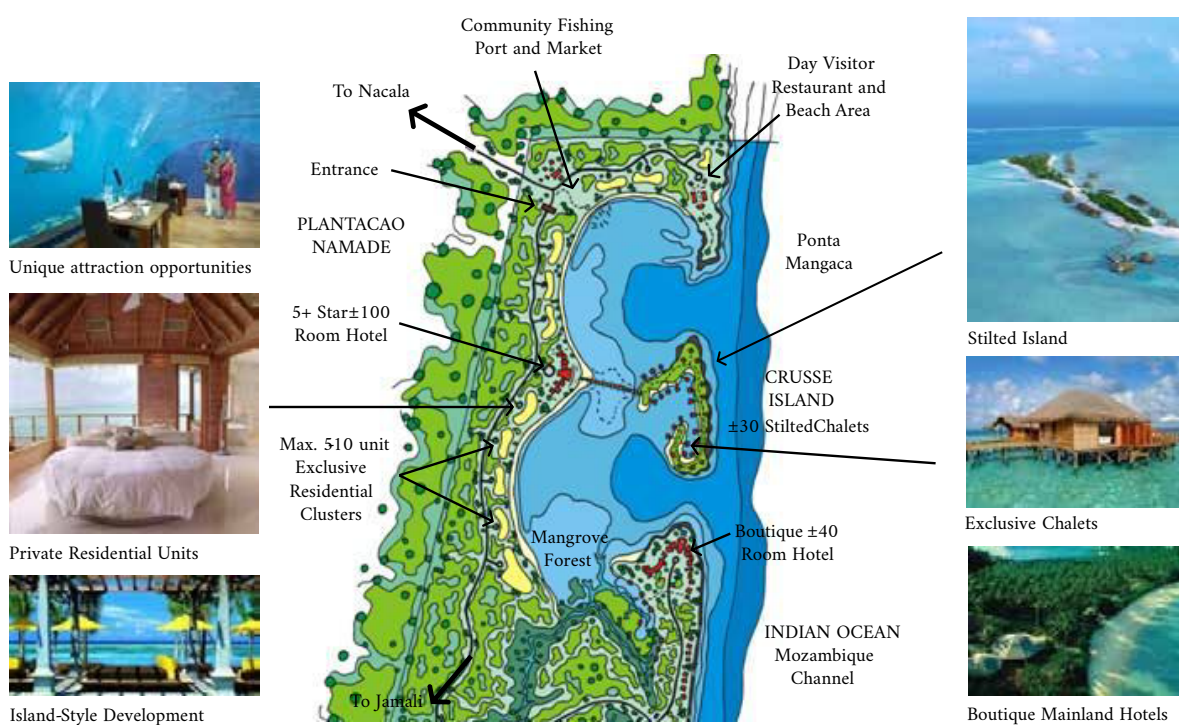 Community Fishing
Port and Market
Day Visitor
Restaurant and
Beach Area
To Nacala
Entrance
PLANTACAO
NAMADE
Unique attraction opportunities
Ponta
Mangaca
5+ Star±100
Room Hotel
Stilted Island
CRUSSE
ISLAND
±30 StiltedChalets
Max. 510 unit
Exclusive
Residential
Clusters
Exclusive Chalets
Private Residential Units
Mangrove
Forest
Boutique ±40
Room Hotel
INDIAN OCEAN
Mozambique
Channel
To Jamali
Island-Style Development
Boutique Mainland Hotels